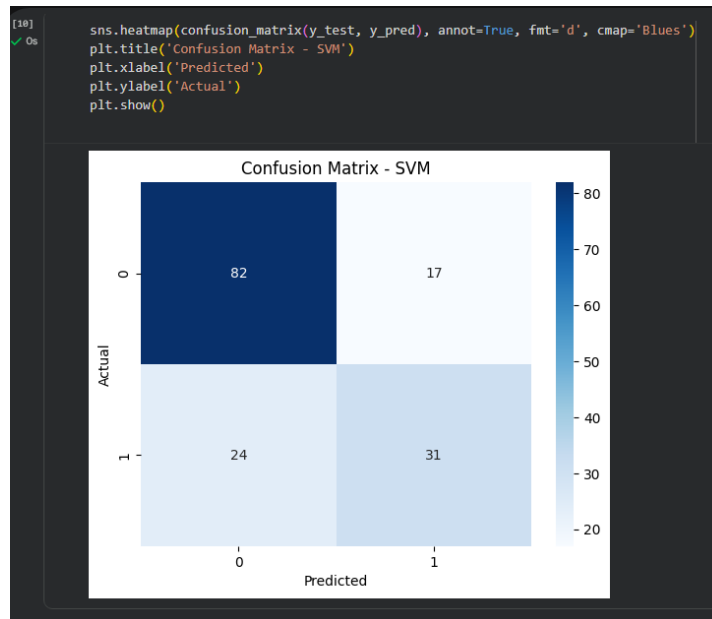 [10]
✓ 0s
sns.heatmap(confusion_matrix(y_test, y_pred), annot=True, fmt='d', cmap='Blues')
plt.title('Confusion Matrix - SVM')
plt.xlabel('Predicted')
plt.ylabel('Actual')
plt.show()
Confusion Matrix - SVM
Actual
0
82
17
1
24
31
0
1
Predicted
80
70
60
50
40
30
20